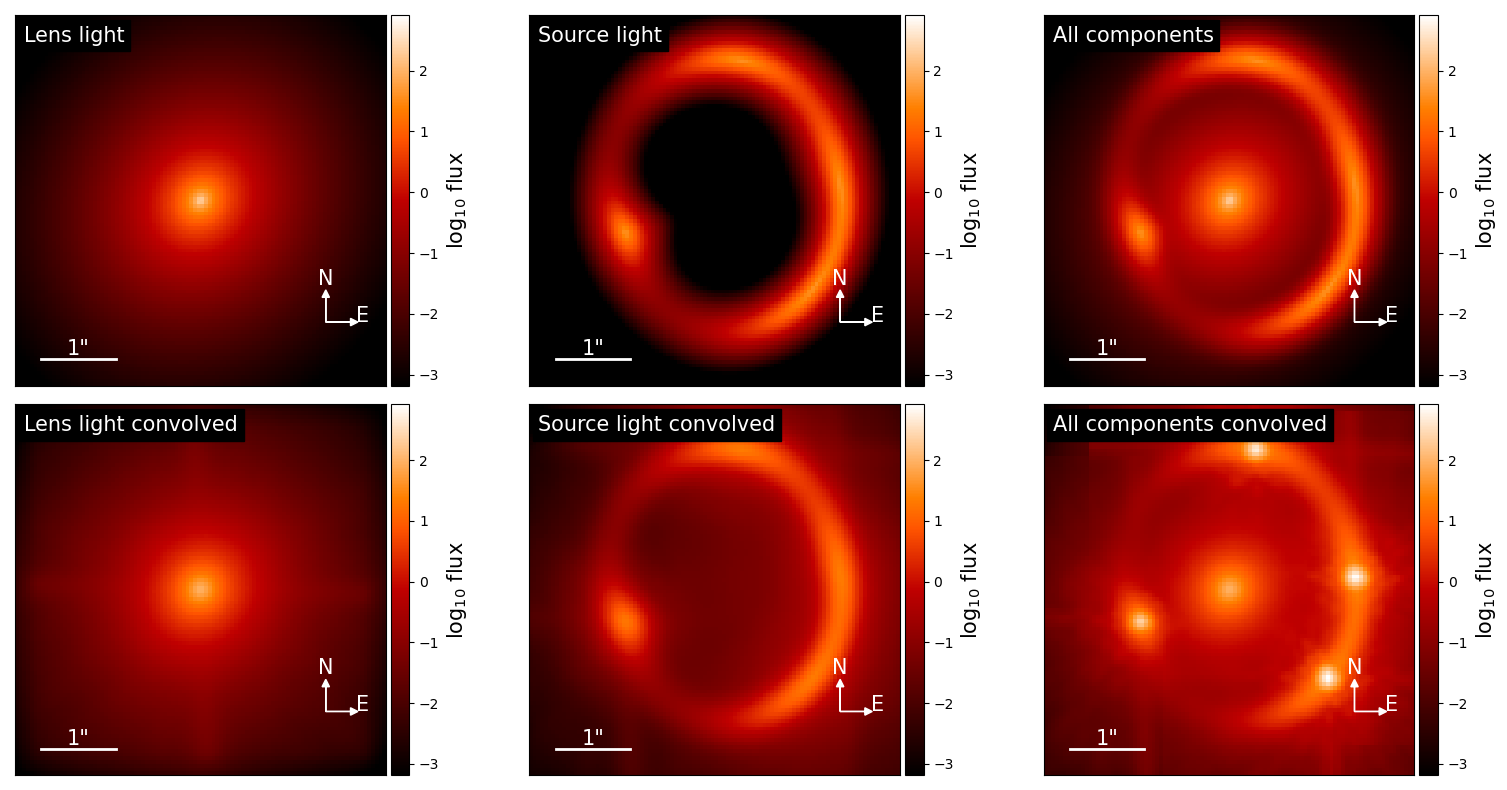 Lens light
2
1
0
−1
−2
−3
log10 flux
N
E
1"
Source light
2
1
0
−1
−2
−3
log10 flux
N
E
1"
All components
2
1
0
−1
−2
−3
log10 flux
N
E
1"
Lens light convolved
2
1
0
−1
−2
−3
log10 flux
N
E
1"
Source light convolved
2
1
0
−1
−2
−3
log10 flux
N
E
1"
All components convolved
2
1
0
−1
−2
−3
log10 flux
N
E
1"